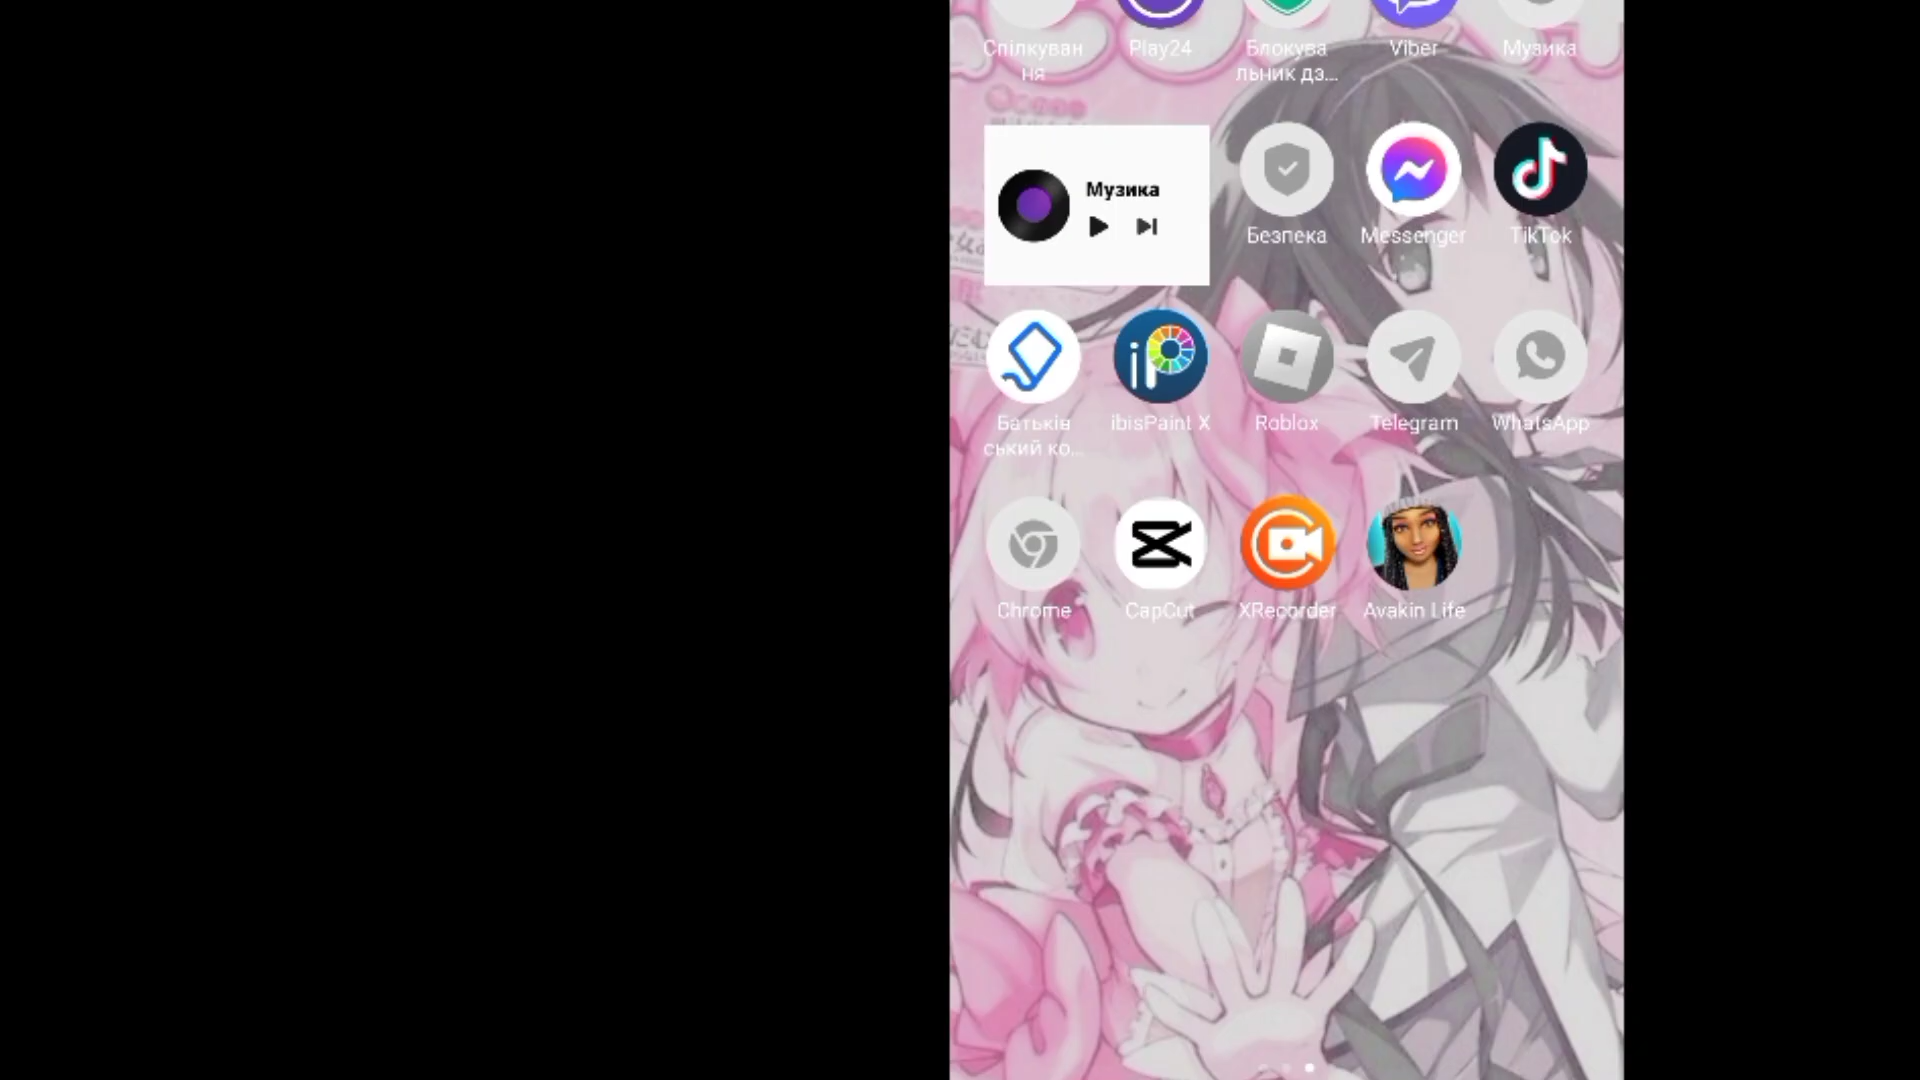 Спілкуван
ня
Play24
Блокува
льник дз...
Viber
Музика
Музика
Безпека
Messenger
TikTok
Батьків
ський ко...
ibisPaint X
Roblox
Telegram
WhatsApp
Chrome
CapCut
XRecorder
Avakin Life